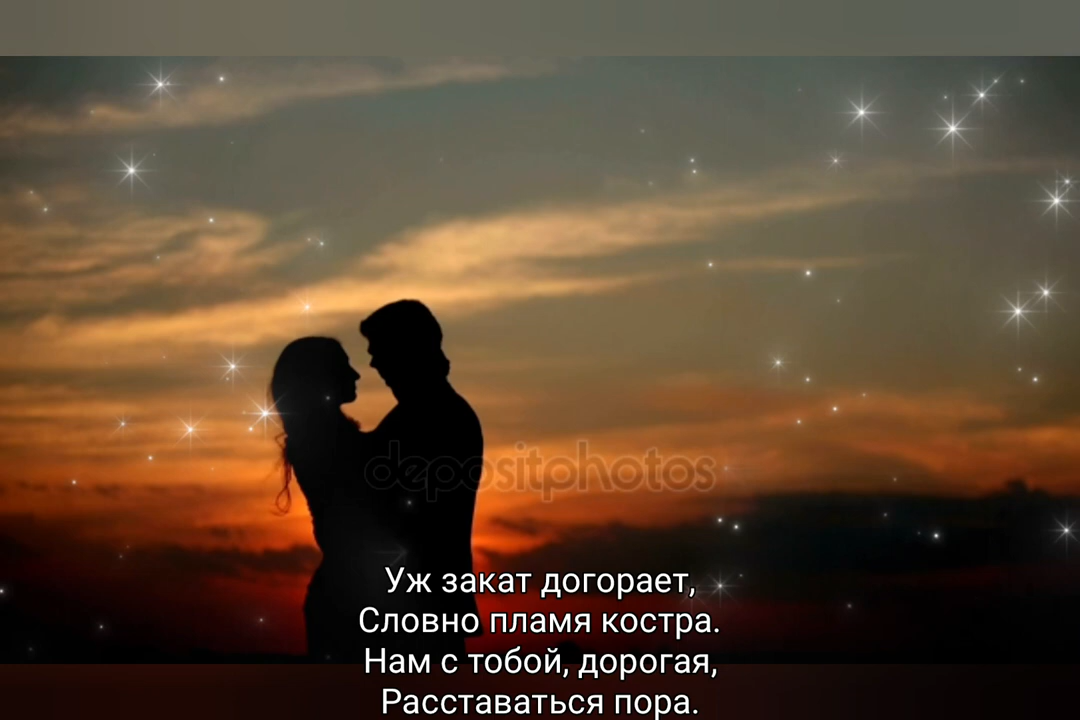 depositphotos
Уж закат догорает,
Словно пламя костра.
Нам с тобой, дорогая,
Расставаться пора.